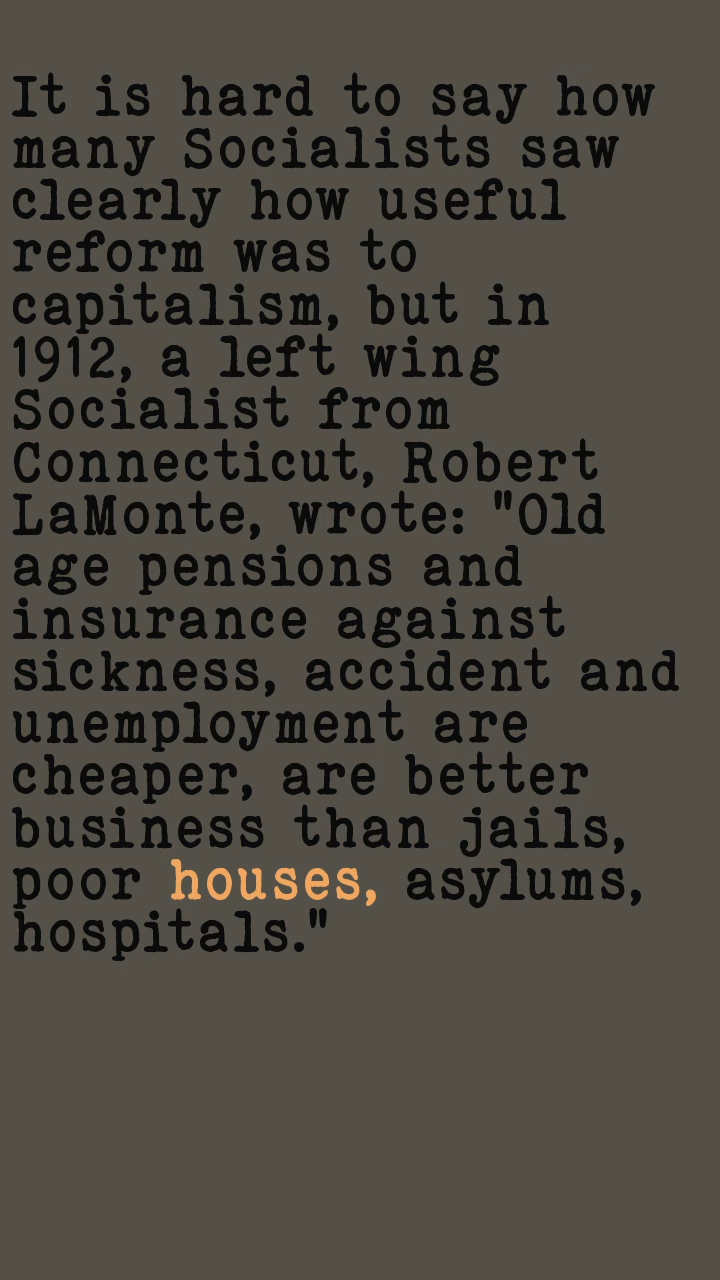 It is hard to say how
many Socialists saw
clearly how useful
reform was to
capitalism, but in
1912, a left wing
Socialist from
Connecticut, Robert
LaMonte, wrote: "Old
age pensions and
insurance against
sickness, accident and
unemployment are
cheaper, are better
business than jails,
poor houses, asylums,
hospitals."